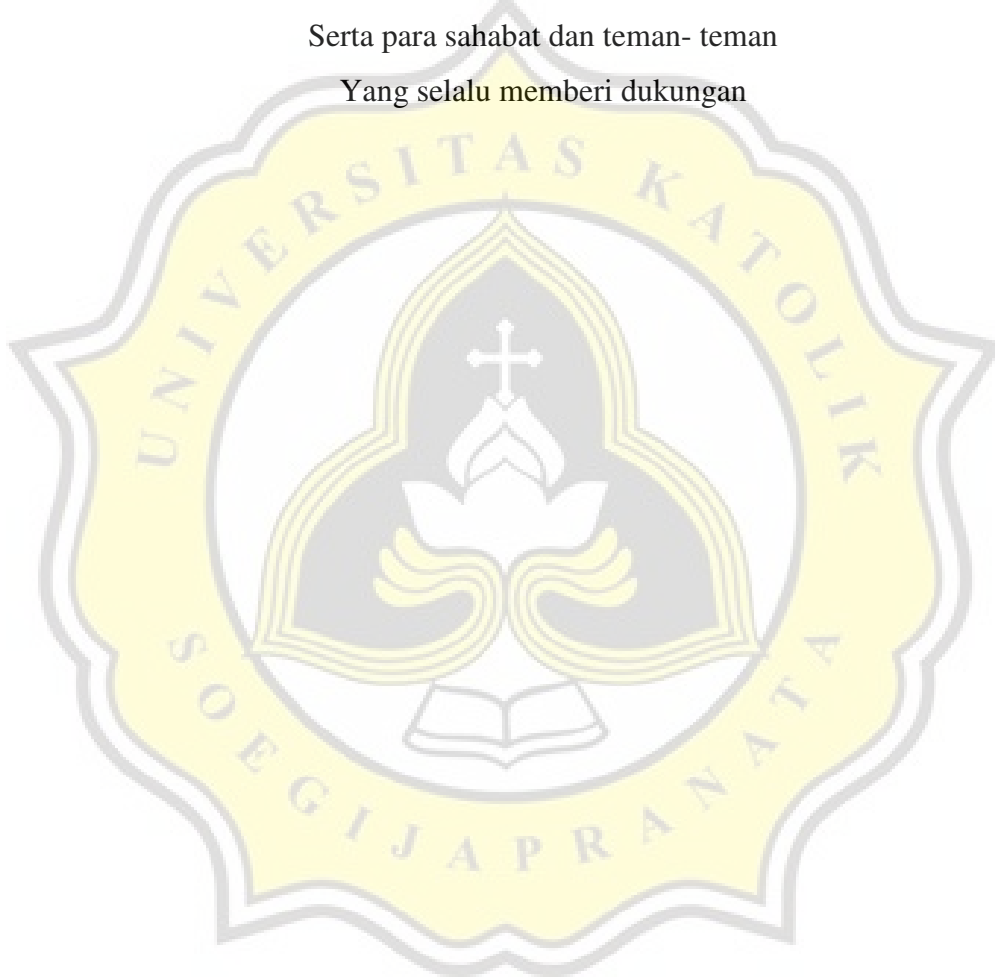 Serta para sahabat dan teman- teman
Yang selalu memberi dukungan
UNIVERSITAS KATOLIK
SOEGIJAPRANATA